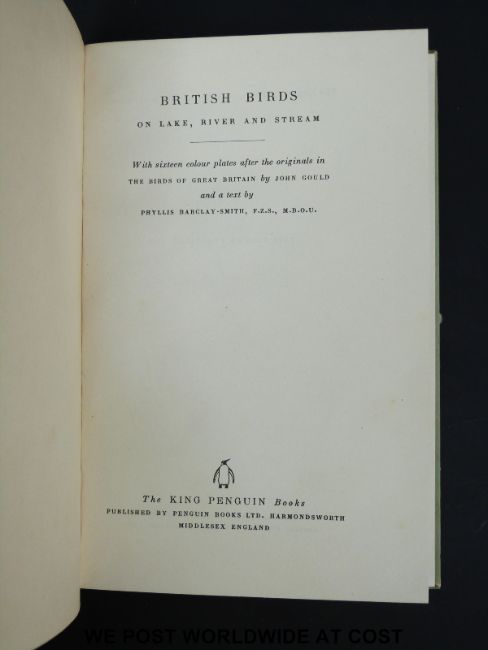 BRITISH BIRDS
ON LAKE, RIVER AND STREAM
With sixteen colour plates after the originals in
THE BIRDS OF GREAT BRITAIN by JOHN GOULD
and a text by
PHYLLIS BARCLAY-SMITH, F.Z.S., M.B.O.U.
The KING PENGUIN Books
PUBLISHED BY PENGUIN BOOKS LTD. HARMONDSWORTH
MIDDLESEX ENGLAND
WE POST WORLDWIDE AT COST